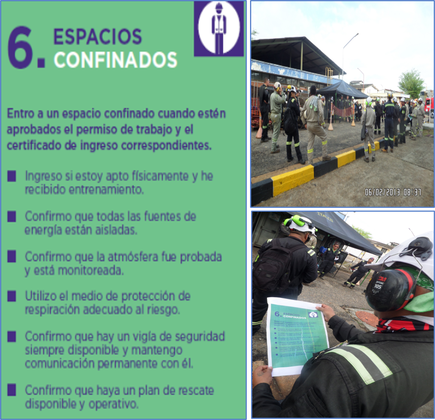 6. ESPACIOS
CONFINADOS
Entro a un espacio confinado cuando estén
aprobados el permiso de trabajo y el
certificado de ingreso correspondientes.
Ingreso si estoy apto físicamente y he
recibido entrenamiento.
Confirmo que todas las fuentes de
energía están aisladas.
Confirmo que la atmósfera fue probada
y está monitoreada.
Utilizo el medio de protección de
respiración adecuado al riesgo.
Confirmo que hay un vigía de seguridad
siempre disponible y mantengo
comunicación permanente con él.
Confirmo que haya un plan de rescate
disponible y operativo.
06/02/2013 08:31
6.